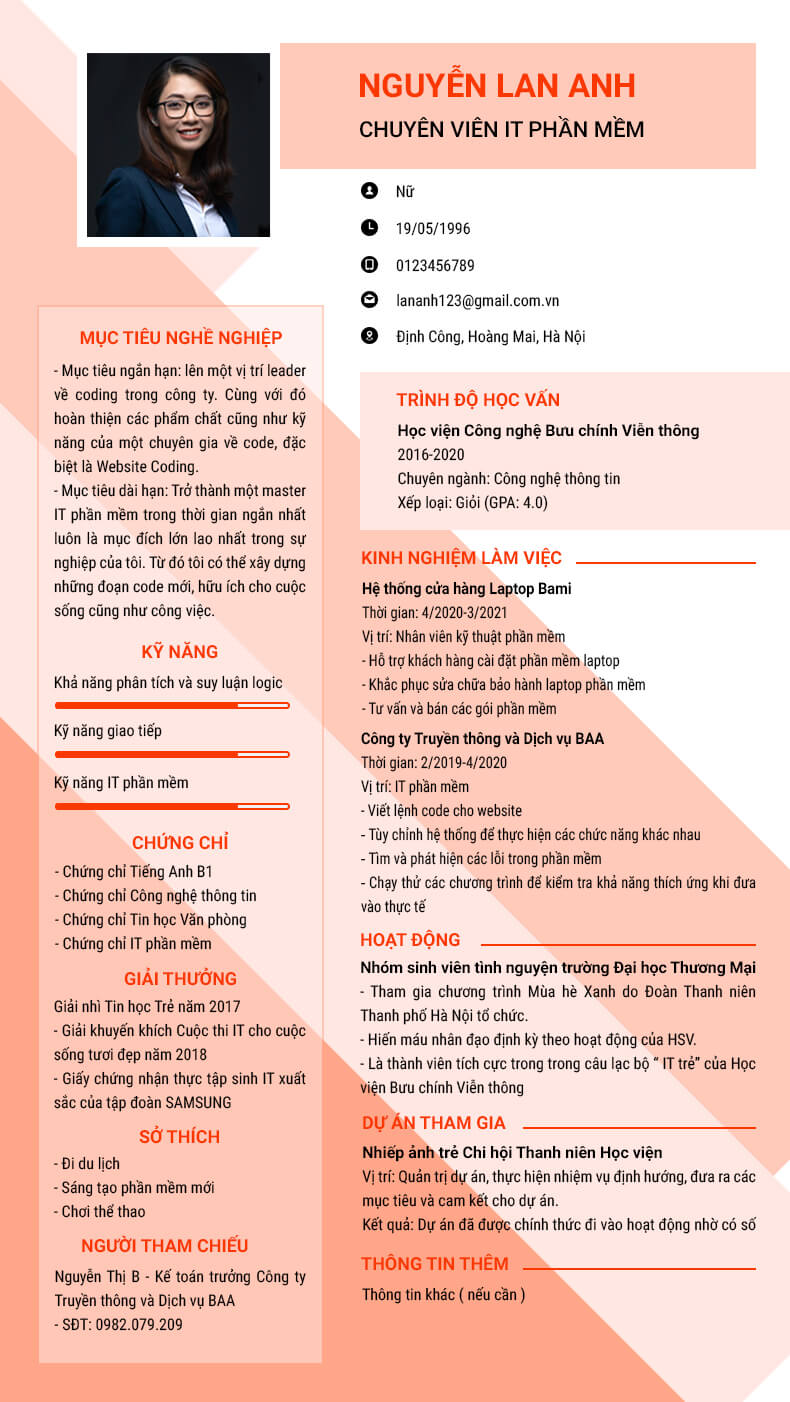 NGUYỄN LAN ANH
CHUYÊN VIÊN IT PHẦN MỀM
Nữ
19/05/1996
0123456789
lananh123@gmail.com.vn
Định Công, Hoàng Mai, Hà Nội
MỤC TIÊU NGHỀ NGHIỆP
- Mục tiêu ngắn hạn: lên một vị trí leader
về coding trong công ty. Cùng với đó
hoàn thiện các phẩm chất cũng như kỹ
năng của một chuyên gia về code, đặc
biệt là Website Coding.
- Mục tiêu dài hạn: Trở thành một master
IT phần mềm trong thời gian ngắn nhất
luôn là mục đích lớn lao nhất trong sự
nghiệp của tôi. Từ đó tôi có thể xây dựng
những đoạn code mới, hữu ích cho cuộc
sống cũng như công việc.
KỸ NĂNG
Khả năng phân tích và suy luận logic
Kỹ năng giao tiếp
Kỹ năng IT phần mềm
CHỨNG CHỈ
- Chứng chỉ Tiếng Anh B1
- Chứng chỉ Công nghệ thông tin
- Chứng chỉ Tin học Văn phòng
- Chứng chỉ IT phần mềm
GIẢI THƯỞNG
Giải nhì Tin học Trẻ năm 2017
- Giải khuyến khích Cuộc thi IT cho cuộc
sống tươi đẹp năm 2018
- Giấy chứng nhận thực tập sinh IT xuất
sắc của tập đoàn SAMSUNG
SỞ THÍCH
- Đi du lịch
- Sáng tạo phần mềm mới
- Chơi thể thao
NGƯỜI THAM CHIẾU
Nguyễn Thị B - Kế toán trưởng Công ty
Truyền thông và Dịch vụ BAA
- SĐT: 0982.079.209
TRÌNH ĐỘ HỌC VẤN
Học viện Công nghệ Bưu chính Viễn thông
2016-2020
Chuyên ngành: Công nghệ thông tin
Xếp loại: Giỏi (GPA: 4.0)
KINH NGHIỆM LÀM VIỆC
Hệ thống cửa hàng Laptop Bami
Thời gian: 4/2020-3/2021
Vị trí: Nhân viên kỹ thuật phần mềm
- Hỗ trợ khách hàng cài đặt phần mềm laptop
- Khắc phục sửa chữa bảo hành laptop phần mềm
- Tư vấn và bán các gói phần mềm
Công ty Truyền thông và Dịch vụ BAA
Thời gian: 2/2019-4/2020
Vị trí: IT phần mềm
- Viết lệnh code cho website
- Tùy chỉnh hệ thống để thực hiện các chức năng khác nhau
- Tìm và phát hiện các lỗi trong phần mềm
- Chạy thử các chương trình để kiểm tra khả năng thích ứng khi đưa
vào thực tế
HOẠT ĐỘNG
Nhóm sinh viên tình nguyện trường Đại học Thương Mại
- Tham gia chương trình Mùa hè Xanh do Đoàn Thanh niên
Thanh phố Hà Nội tổ chức.
- Hiến máu nhân đạo định kỳ theo hoạt động của HSV.
- Là thành viên tích cực trong trong câu lạc bộ “ IT trẻ” của Học
viện Bưu chính Viễn thông
DỰ ÁN THAM GIA
Nhiếp ảnh trẻ Chi hội Thanh niên Học viện
Vị trí: Quản trị dự án, thực hiện nhiệm vụ định hướng, đưa ra các
mục tiêu và cam kết cho dự án.
Kết quả: Dự án đã được chính thức đi vào hoạt động nhờ có số
THÔNG TIN THÊM
Thông tin khác ( nếu cần )